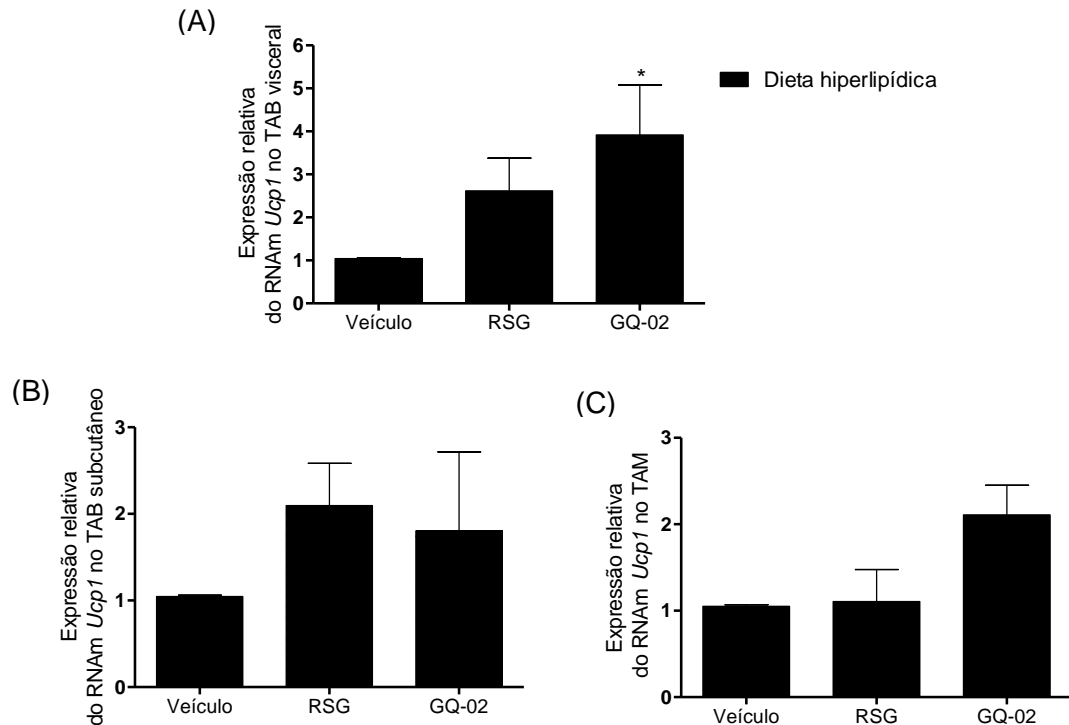 (A)
Expressão relativa
do RNAm Ucp1 no TAB visceral
6
5
4
3
2
1
0
*
Veículo RSG GQ-02
Dieta hiperlipídica
(B)
Expressão relativa
do RNAm Ucp1 no TAB subcutâneo
3
2
1
0
Veículo RSG GQ-02
(C)
Expressão relativa
do RNAm Ucp1 no TAM
3
2
1
0
Veículo RSG GQ-02